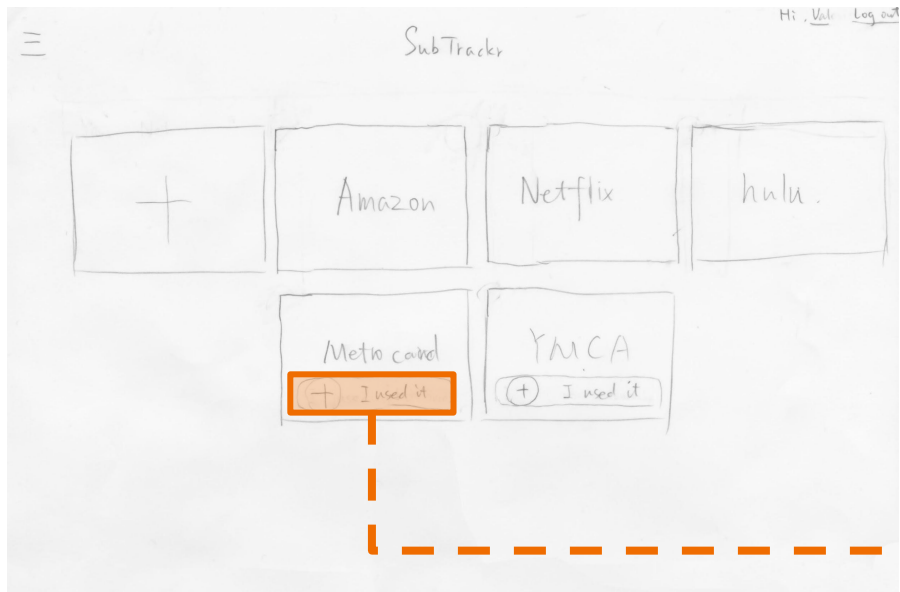 Hi, Val Log out
SubTrackr
+
Amazon
Netflix
hulu.
Metro card
YMCA
+ I used it
+ I used it